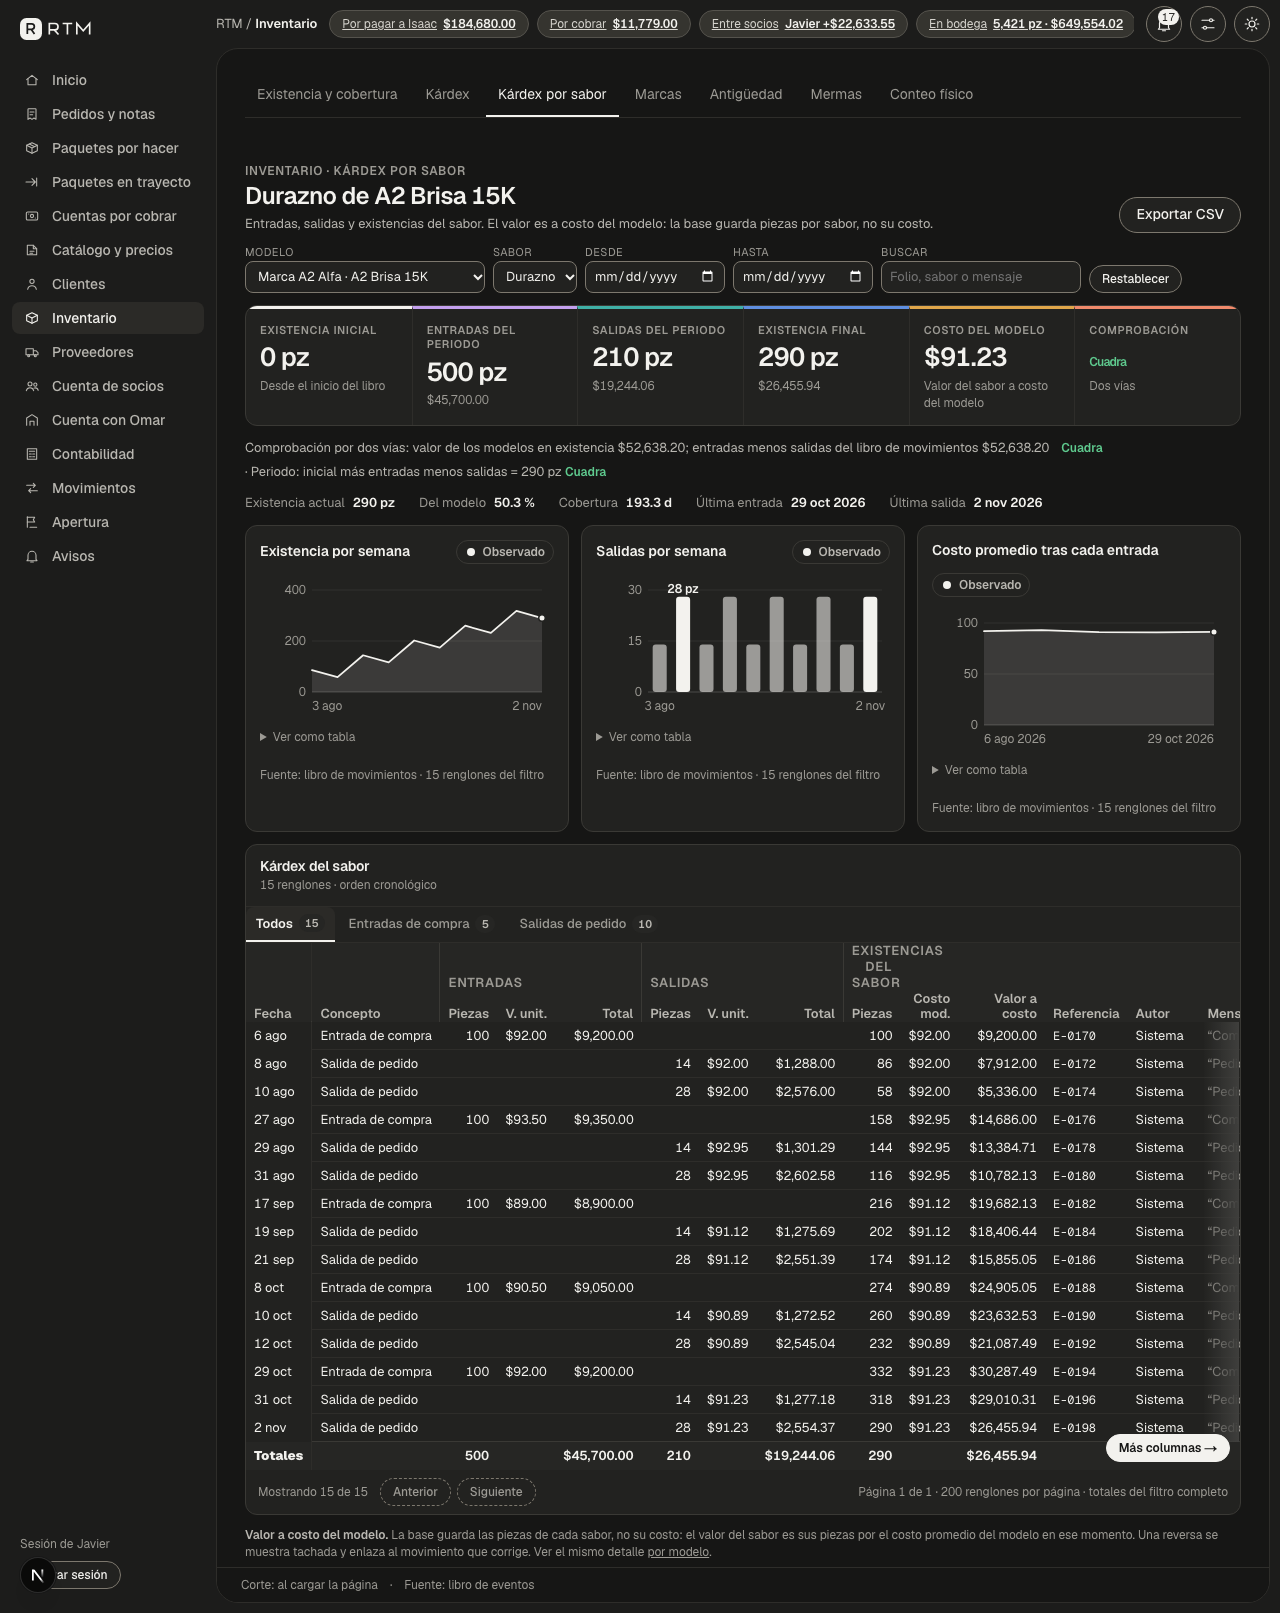 R RTM
RTM / Inventario
Por pagar a Isaac $184,680.00
Por cobrar $11,779.00
Entre socios Javier +$22,633.55
En bodega 5,421 pz · $649,554.02
17
Inicio
Pedidos y notas
Paquetes por hacer
Paquetes en trayecto
Cuentas por cobrar
Catálogo y precios
Clientes
Inventario
Proveedores
Cuenta de socios
Cuenta con Omar
Contabilidad
Movimientos
Apertura
Avisos
Sesión de Javier
N ar sesión
Existencia y cobertura Kárdex Kárdex por sabor Marcas Antigüedad Mermas Conteo físico
INVENTARIO · KÁRDEX POR SABOR
Durazno de A2 Brisa 15K
Entradas, salidas y existencias del sabor. El valor es a costo del modelo: la base guarda piezas por sabor, no su costo.
Exportar CSV
MODELO SABOR DESDE HASTA BUSCAR
Marca A2 Alfa · A2 Brisa 15K Durazno mm/dd/yyyy mm/dd/yyyy Folio, sabor o mensaje Restablecer
EXISTENCIA INICIAL
0 pz
Desde el inicio del libro
ENTRADAS DEL
PERIODO
500 pz
$45,700.00
SALIDAS DEL PERIODO
210 pz
$19,244.06
EXISTENCIA FINAL
290 pz
$26,455.94
COSTO DEL MODELO
$91.23
Valor del sabor a costo
del modelo
COMPROBACIÓN
Cuadra
Dos vías
Comprobación por dos vías: valor de los modelos en existencia $52,638.20; entradas menos salidas del libro de movimientos $52,638.20 Cuadra
· Periodo: inicial más entradas menos salidas = 290 pz Cuadra
Existencia actual 290 pz Del modelo 50.3 % Cobertura 193.3 d Última entrada 29 oct 2026 Última salida 2 nov 2026
Existencia por semana Observado
400
200
0
3 ago 2 nov
Ver como tabla
Fuente: libro de movimientos · 15 renglones del filtro
Salidas por semana Observado
28 pz
30
15
0
3 ago 2 nov
Ver como tabla
Fuente: libro de movimientos · 15 renglones del filtro
Costo promedio tras cada entrada
Observado
100
50
0
6 ago 2026 29 oct 2026
Ver como tabla
Fuente: libro de movimientos · 15 renglones del filtro
Kárdex del sabor
15 renglones · orden cronológico
Todos 15 Entradas de compra 5 Salidas de pedido 10
ENTRADAS SALIDAS EXISTENCIAS DEL SABOR
Fecha Concepto Piezas V. unit. Total Piezas V. unit. Total Piezas Costo mod. Valor a costo Referencia Autor Mens
6 ago Entrada de compra 100 $92.00 $9,200.00 100 $92.00 $9,200.00 E-0170 Sistema “Com
8 ago Salida de pedido 14 $92.00 $1,288.00 86 $92.00 $7,912.00 E-0172 Sistema “Pedi
10 ago Salida de pedido 28 $92.00 $2,576.00 58 $92.00 $5,336.00 E-0174 Sistema “Pedi
27 ago Entrada de compra 100 $93.50 $9,350.00 158 $92.95 $14,686.00 E-0176 Sistema “Com
29 ago Salida de pedido 14 $92.95 $1,301.29 144 $92.95 $13,384.71 E-0178 Sistema “Pedi
31 ago Salida de pedido 28 $92.95 $2,602.58 116 $92.95 $10,782.13 E-0180 Sistema “Pedi
17 sep Entrada de compra 100 $89.00 $8,900.00 216 $91.12 $19,682.13 E-0182 Sistema “Com
19 sep Salida de pedido 14 $91.12 $1,275.69 202 $91.12 $18,406.44 E-0184 Sistema “Pedi
21 sep Salida de pedido 28 $91.12 $2,551.39 174 $91.12 $15,855.05 E-0186 Sistema “Pedi
8 oct Entrada de compra 100 $90.50 $9,050.00 274 $90.89 $24,905.05 E-0188 Sistema “Com
10 oct Salida de pedido 14 $90.89 $1,272.52 260 $90.89 $23,632.53 E-0190 Sistema “Pedi
12 oct Salida de pedido 28 $90.89 $2,545.04 232 $90.89 $21,087.49 E-0192 Sistema “Pedi
29 oct Entrada de compra 100 $92.00 $9,200.00 332 $91.23 $30,287.49 E-0194 Sistema “Com
31 oct Salida de pedido 14 $91.23 $1,277.18 318 $91.23 $29,010.31 E-0196 Sistema “Pedi
2 nov Salida de pedido 28 $91.23 $2,554.37 290 $91.23 $26,455.94 E-0198 Sistema “Pedi
Totales 500 $45,700.00 210 $19,244.06 290 $26,455.94
Más columnas →
Mostrando 15 de 15 Anterior Siguiente Página 1 de 1 · 200 renglones por página · totales del filtro completo
Valor a costo del modelo. La base guarda las piezas de cada sabor, no su costo: el valor del sabor es sus piezas por el costo promedio del modelo en ese momento. Una reversa se
muestra tachada y enlaza al movimiento que corrige. Ver el mismo detalle por modelo.
Corte: al cargar la página · Fuente: libro de eventos